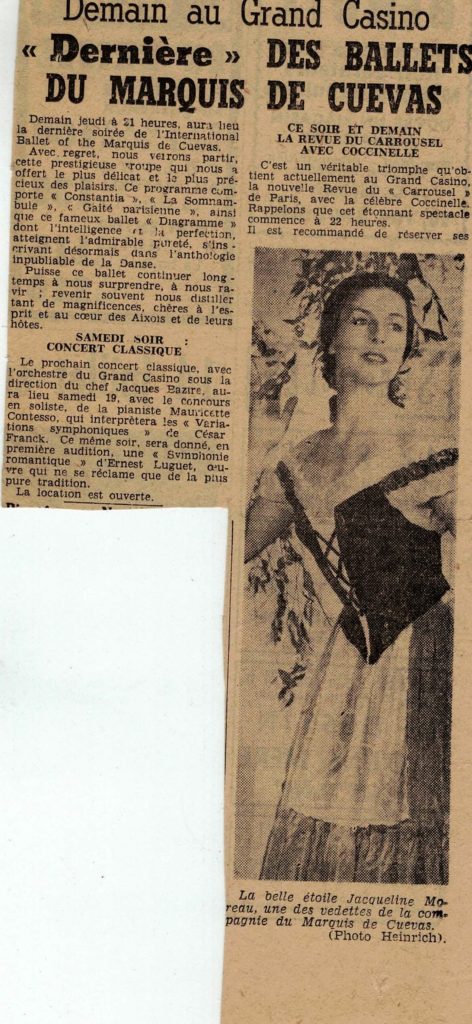 Demain au Grand Casino
« Dernière » DES BALLETS
DU MARQUIS DE CUEVAS
Demain jeudi à 21 heures, aura lieu
la dernière soirée de l'International
Ballet of the Marquis de Cuevas.
Avec regret, nous verrons partir,
cette prestigieuse troupe qui nous a
offert le plus délicat et le plus pré-
cieux des plaisirs. Ce programme com-
porte « Constantia », « La Somnam-
bule », « Gaîté parisienne », ainsi
que ce fameux ballet « Diagramme »
dont l'intelligence et la perfection,
atteignent l'admirable pureté, s'ins-
crivant désormais dans l'anthologie
inpubliable de la Danse.
Puisse ce ballet continuer long-
temps à nous surprendre, à nous ra-
vir ; revenir souvent nous distiller
tant de magnificences, chères à l'es-
prit et au cœur des Aixois et de leurs
hôtes.
SAMEDI SOIR :
CONCERT CLASSIQUE
Le prochain concert classique, avec
l'orchestre du Grand Casino sous la
direction du chef Jacques Bazire, au-
ra lieu samedi 19, avec le concours
en soliste, de la pianiste Mauricette
Contesso, qui interprètera les « Varia-
tions symphoniques » de César
Franck. Ce même soir, sera donné, en
première audition, une « Symphonie
romantique » d'Ernest Luguet, œu-
vre qui ne se réclame que de la plus
pure tradition.
La location est ouverte.
CE SOIR ET DEMAIN
LA REVUE DU CARROUSEL
AVEC COCCINELLE
C'est un véritable triomphe qu'ob-
tient actuellement au Grand Casino,
la nouvelle Revue du « Carrousel »
de Paris, avec la célèbre Coccinelle.
Rappelons que cet étonnant spectacle
commence à 22 heures.
Il est recommandé de réserver ses
La belle étoile Jacqueline Mo-
reau, une des vedettes de la com-
pagnie du Marquis de Cuevas.
(Photo Heinrich).